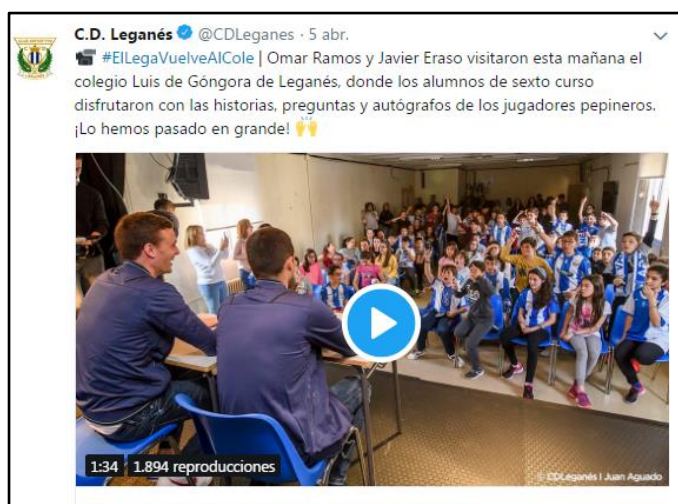 C.D. Leganés @CDLeganes · 5 abr.
#ElLegaVuelveAlCole | Omar Ramos y Javier Eraso visitaron esta mañana el
colegio Luis de Góngora de Leganés, donde los alumnos de sexto curso
disfrutaron con las historias, preguntas y autógrafos de los jugadores pepineros.
¡Lo hemos pasado en grande!
1:34 1.894 reproducciones
© CDLeganés | Juan Aguado